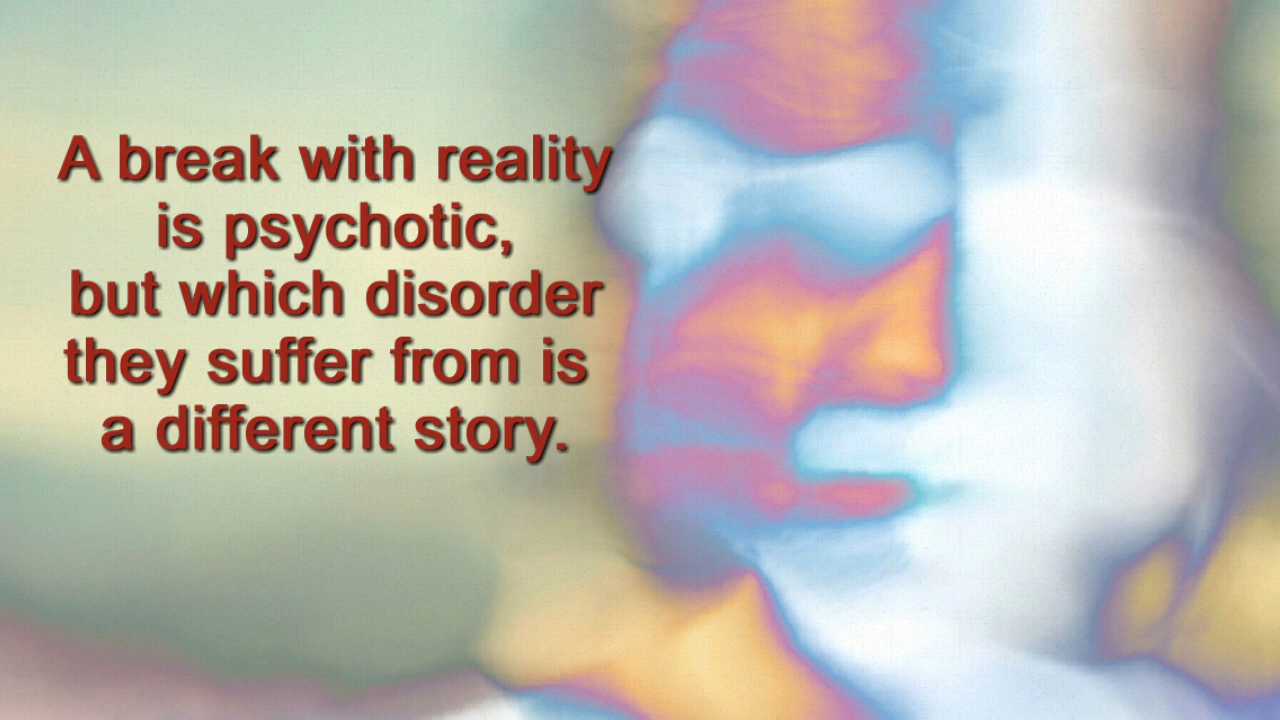 A break with reality
is psychotic,
but which disorder
they suffer from is
a different story.